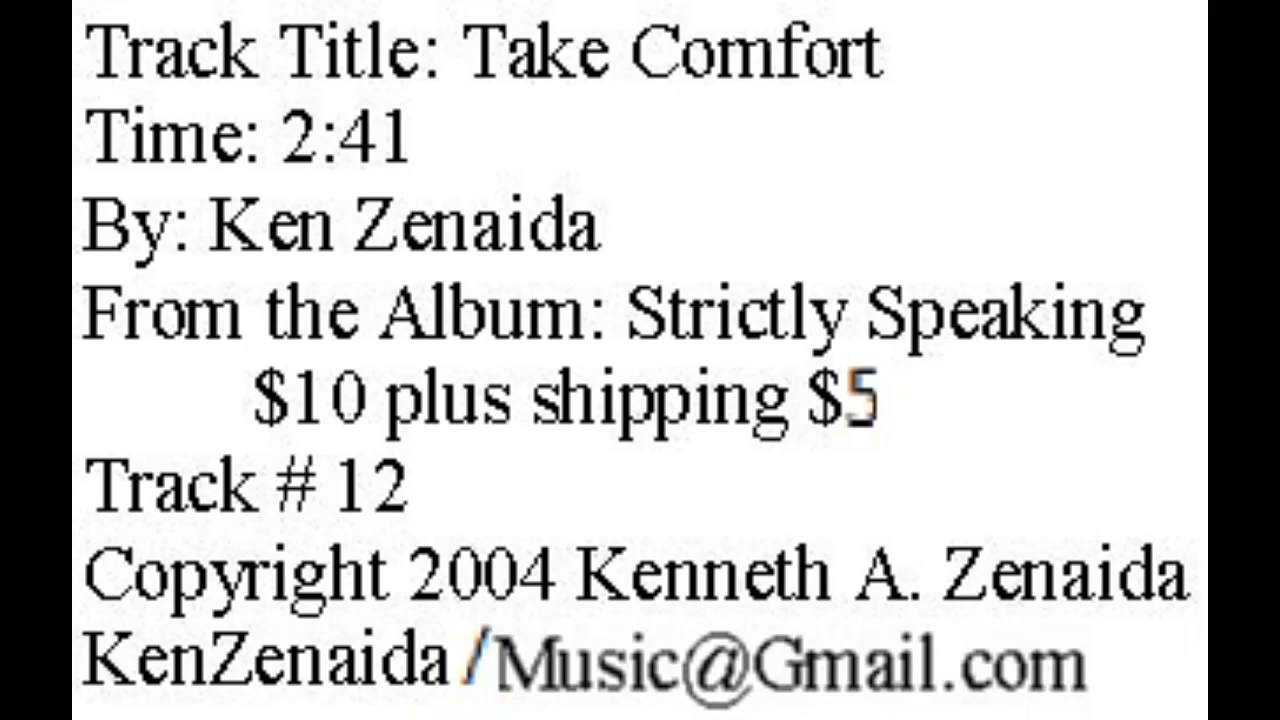 Track Title: Take Comfort
Time: 2:41
By: Ken Zenaida
From the Album: Strictly Speaking
$10 plus shipping $5
Track # 12
Copyright 2004 Kenneth A. Zenaida
KenZenaida /Music@Gmail.com